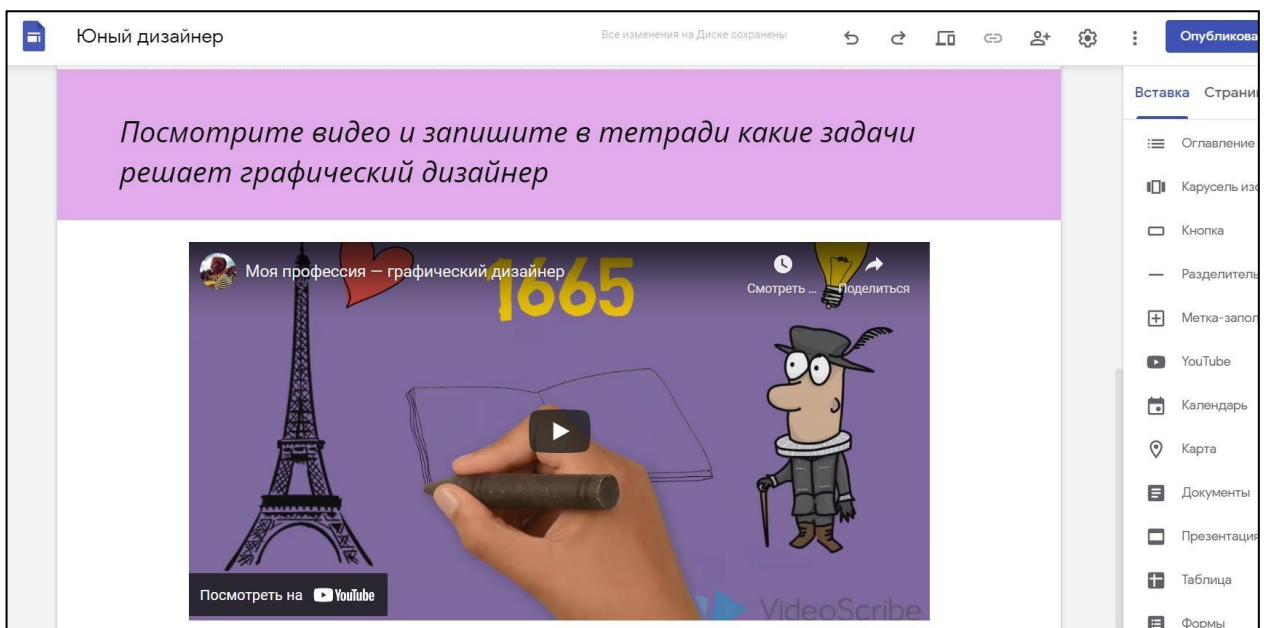 Юный дизайнер
Все изменения на Диске сохранены
Опубликова
Вставка Страни
Посмотрите видео и запишите в тетради какие задачи
решает графический дизайнер
Оглавление
Карусель изо
Кнопка
Разделитель
Метка-запол
YouTube
Календарь
Карта
Документы
Презентация
Таблица
Формы
Моя профессия — графический дизайнер
1665
Смотреть ...
Поделиться
Посмотреть на YouTube
VideoScribe